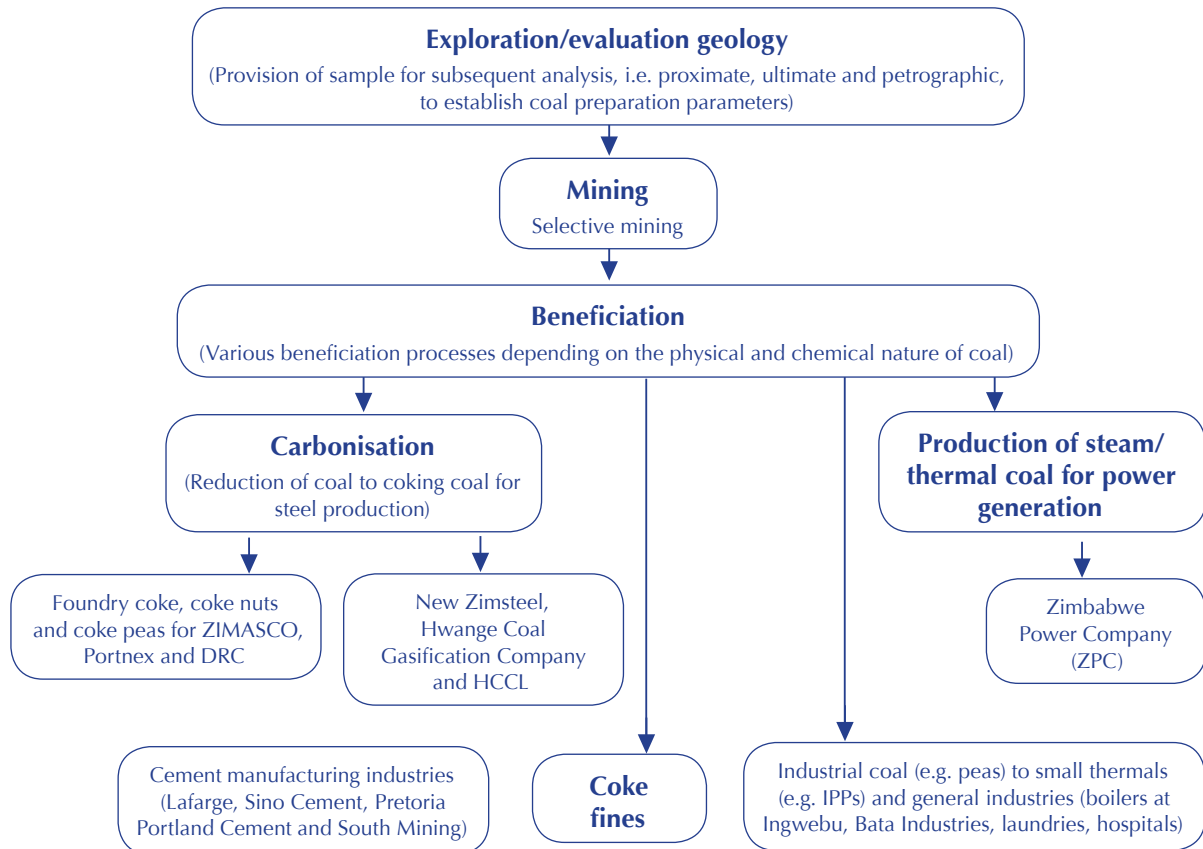 Exploration/evaluation geology
(Provision of sample for subsequent analysis, i.e. proximate, ultimate and petrographic,
to establish coal preparation parameters)
Mining
Selective mining
Beneficiation
(Various beneficiation processes depending on the physical and chemical nature of coal)
Carbonisation
(Reduction of coal to coking coal for
steel production)
Production of steam/
thermal coal for power
generation
Foundry coke, coke nuts
and coke peas for ZIMASCO,
Portnex and DRC
New Zimsteel,
Hwange Coal
Gasification Company
and HCCL
Zimbabwe
Power Company
(ZPC)
Cement manufacturing industries
(Lafarge, Sino Cement, Pretoria
Portland Cement and South Mining)
Coke
fines
Industrial coal (e.g. peas) to small thermals
(e.g. IPPs) and general industries (boilers at
Ingwebu, Bata Industries, laundries, hospitals)